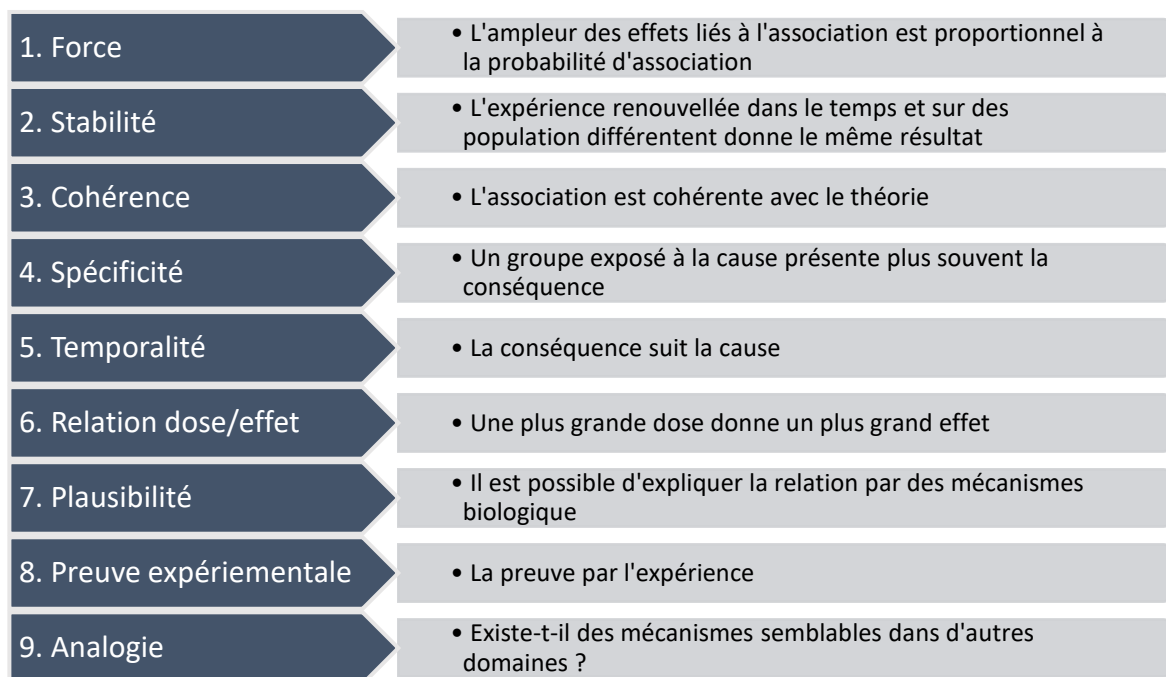 1. Force
• L'ampleur des effets liés à l'association est proportionnel à
la probabilité d'association
2. Stabilité
• L'expérience renouvellée dans le temps et sur des
population différentent donne le même résultat
3. Cohérence
• L'association est cohérente avec le théorie
4. Spécificité
• Un groupe exposé à la cause présente plus souvent la
conséquence
5. Temporalité
• La conséquence suit la cause
6. Relation dose/effet
• Une plus grande dose donne un plus grand effet
7. Plausibilité
• Il est possible d'expliquer la relation par des mécanismes
biologique
8. Preuve expériementale
• La preuve par l'expérience
9. Analogie
• Existe-t-il des mécanismes semblables dans d'autres
domaines ?